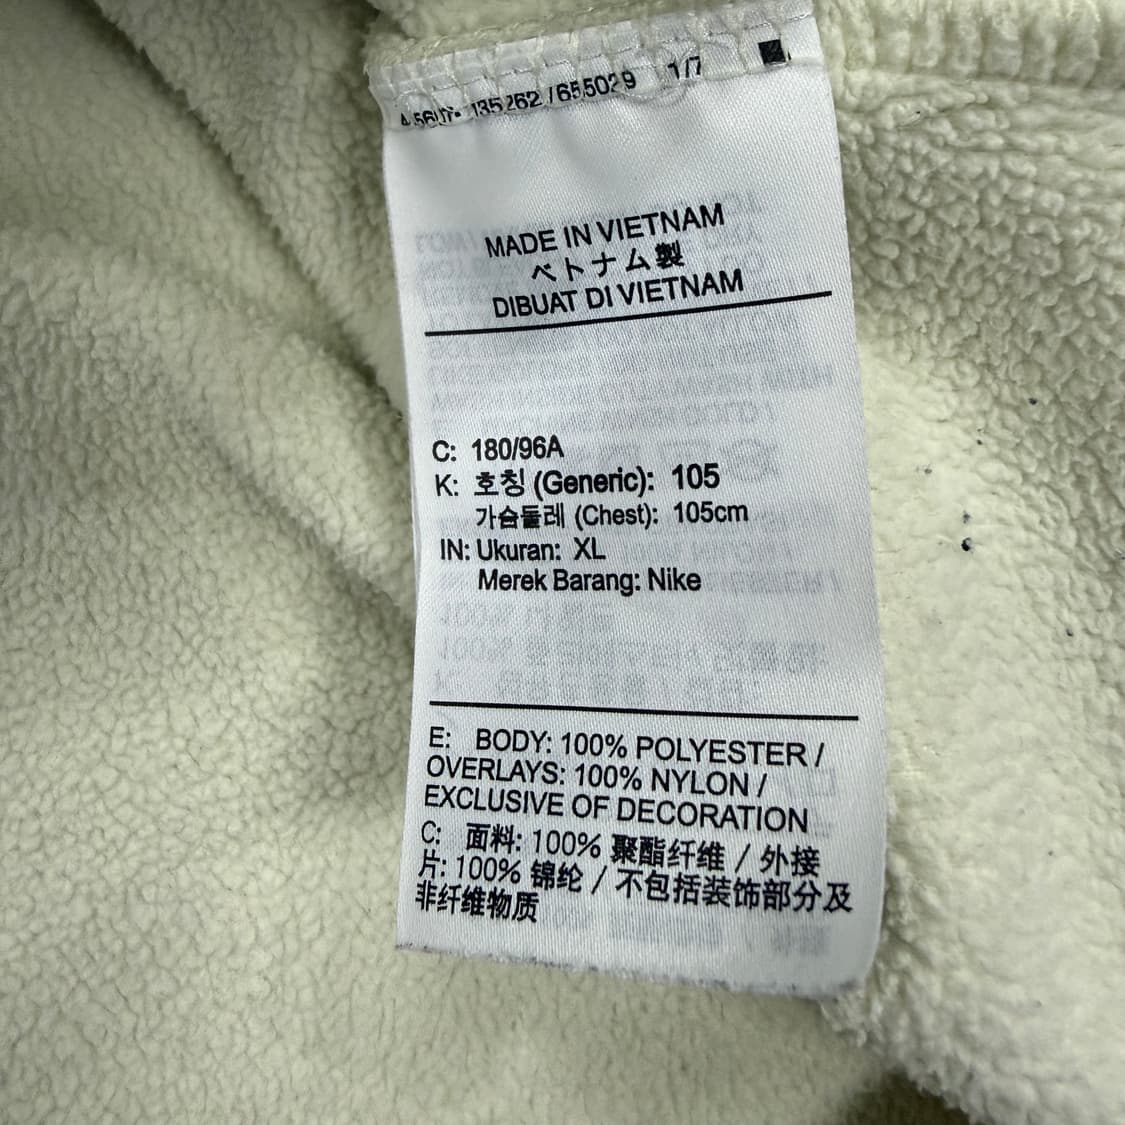 135262 /655029 1/7
MADE IN VIETNAM
ベトナム製
DIBUAT DI VIETNAM
C: 180/96A
K: 호칭 (Generic): 105
가슴둘레 (Chest): 105cm
IN: Ukuran: XL
Merek Barang: Nike
E: BODY: 100% POLYESTER /
OVERLAYS: 100% NYLON /
EXCLUSIVE OF DECORATION
C: 面料: 100% 聚酯纤维 / 外接
片: 100% 锦纶 / 不包括装饰部分及
非纤维物质